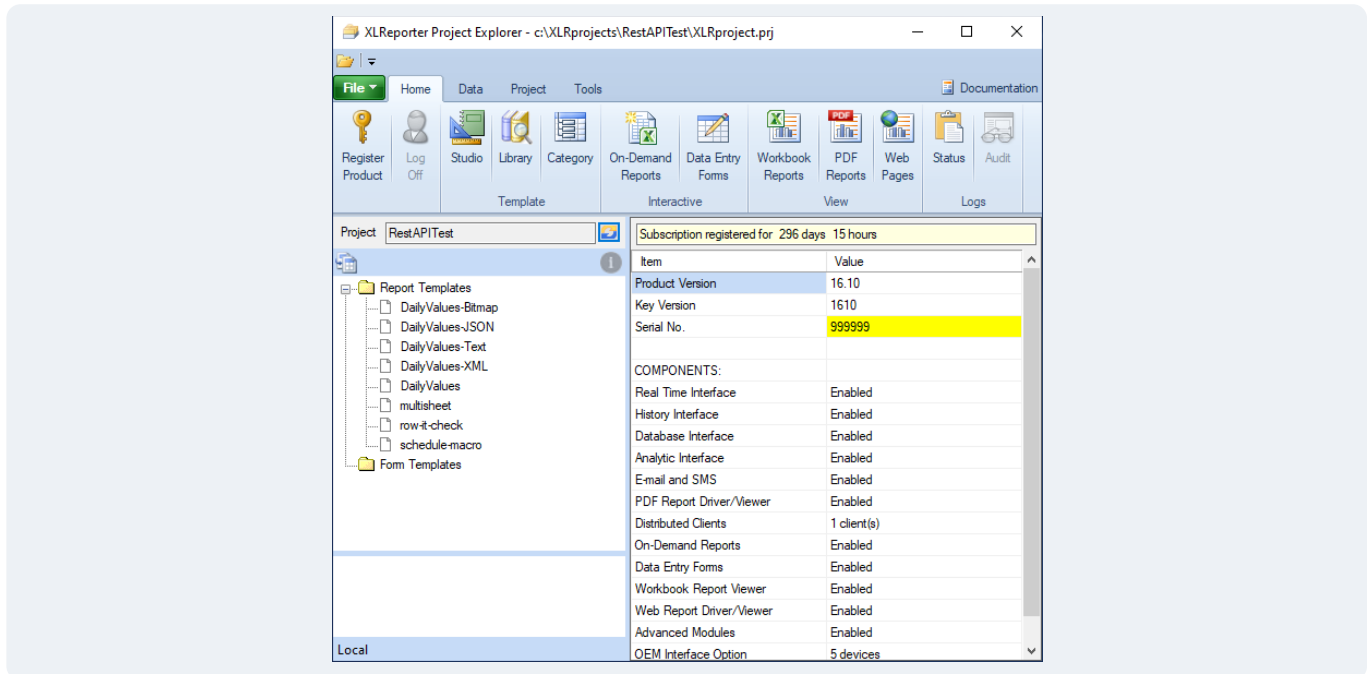 XLReporter Project Explorer - c:\XLRprojects\RestAPITest\XLRproject.prj
File Home Data Project Tools Documentation
Register Product
Log Off
Studio
Library
Category
Template
On-Demand Reports
Data Entry Forms
Interactive
Workbook Reports
PDF Reports
Web Pages
View
Status
Audit
Logs
Project RestAPITest
Report Templates
DailyValues-Bitmap
DailyValues-JSON
DailyValues-Text
DailyValues-XML
DailyValues
multisheet
row-it-check
schedule-macro
Form Templates
Local
Subscription registered for 296 days 15 hours
Item Value
Product Version 16.10
Key Version 1610
Serial No. 999999
COMPONENTS:
Real Time Interface Enabled
History Interface Enabled
Database Interface Enabled
Analytic Interface Enabled
E-mail and SMS Enabled
PDF Report Driver/Viewer Enabled
Distributed Clients 1 client(s)
On-Demand Reports Enabled
Data Entry Forms Enabled
Workbook Report Viewer Enabled
Web Report Driver/Viewer Enabled
Advanced Modules Enabled
OEM Interface Option 5 devices